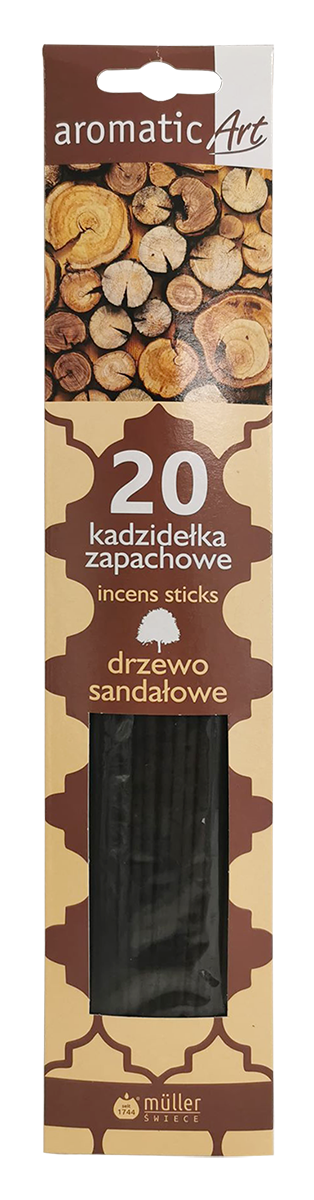 aromatic Art
20
kadzidełka
zapachowe
incens sticks
drzewo
sandałowe
seit
1744
müller
ŚWIECE